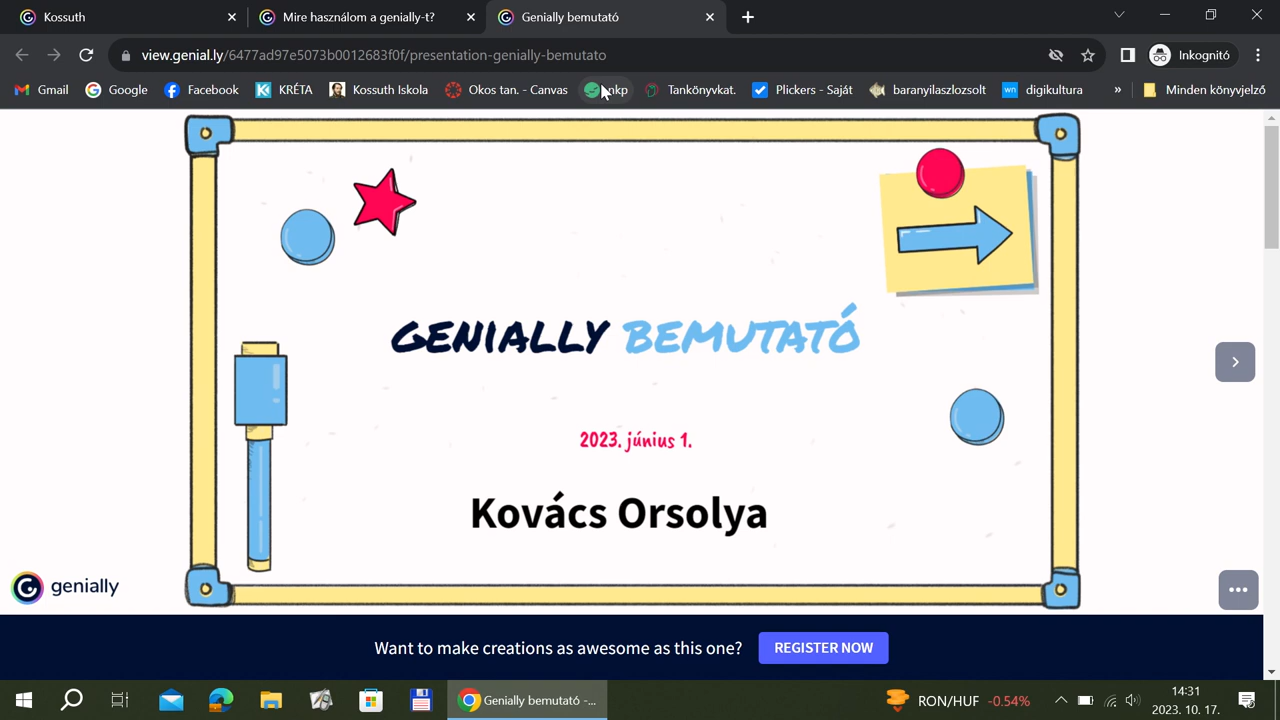 Kossuth
Mire használom a genially-t?
Genially bemutató
view.genial.ly/6477ad97e5073b0012683f0f/presentation-genially-bemutato
Inkognitó
Gmail
Google
Facebook
KRÉTA
Kossuth Iskola
Okos tan. - Canvas
nkp
Tankönyvkat.
Plickers - Saját
baranyilaszlozsolt
wn digikultura
»
Minden könyvjelző
GENIALLY BEMUTATÓ
2023. június 1.
Kovács Orsolya
genially
Want to make creations as awesome as this one?
REGISTER NOW
Genially bemutató -...
RON/HUF -0.54%
14:31
2023. 10. 17.